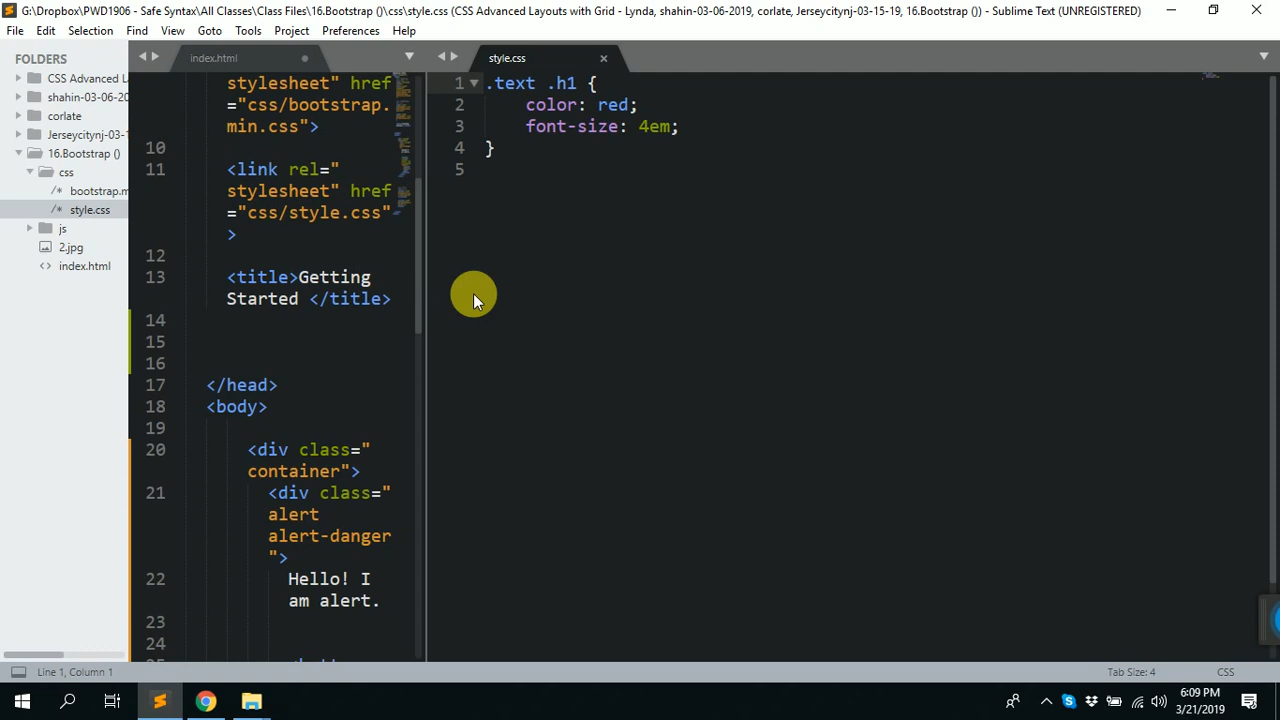 G:\Dropbox\PWD1906 - Safe Syntax\All Classes\Class Files\16.Bootstrap ()\css\style.css (CSS Advanced Layouts with Grid - Lynda, shahin-03-06-2019, corlate, Jerseycitynj-03-15-19, 16.Bootstrap ()) - Sublime Text (UNREGISTERED)
File Edit Selection Find View Goto Tools Project Preferences Help
FOLDERS
CSS Advanced La
shahin-03-06-20
corlate
Jerseycitynj-03-1
16.Bootstrap ()
css
/* bootstrap.m
/* style.css
js
2.jpg
<> index.html
index.html
stylesheet" href
="css/bootstrap.
min.css">
10
11 <link rel="
stylesheet" href
="css/style.css"
>
12
13 <title>Getting
Started </title>
14
15
16
17 </head>
18 <body>
19
20 <div class="
container">
21 <div class="
alert
alert-danger
">
22 Hello! I
am alert.
23
24
style.css
1 .text .h1 {
2 color: red;
3 font-size: 4em;
4 }
5
Line 1, Column 1
Tab Size: 4
CSS
6:09 PM
3/21/2019